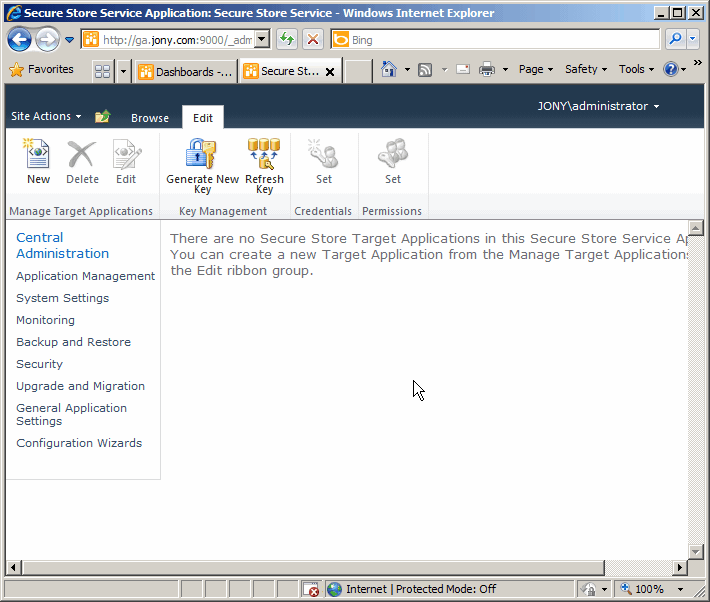 Secure Store Service Application: Secure Store Service - Windows Internet Explorer
http://ga.jony.com:9000/_adm
Bing
Favorites
Dashboards -...
Secure St...
Page
Safety
Tools
Site Actions
Browse
Edit
JONY\administrator
New
Delete
Edit
Generate New
Key
Refresh
Key
Set
Set
Manage Target Applications
Key Management
Credentials
Permissions
Central
Administration
Application Management
System Settings
Monitoring
Backup and Restore
Security
Upgrade and Migration
General Application
Settings
Configuration Wizards
There are no Secure Store Target Applications in this Secure Store Service Ap
You can create a new Target Application from the Manage Target Applications
the Edit ribbon group.
Internet | Protected Mode: Off
100%